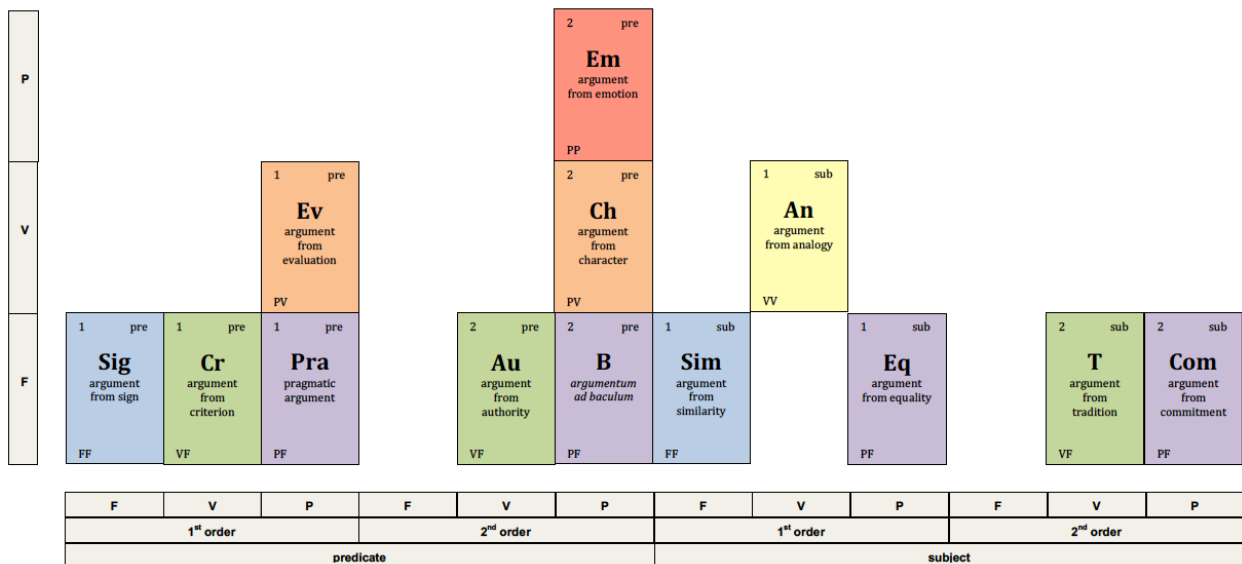 P
2 pre
Em
argument
from emotion
PP
V
1 pre
Ev
argument
from
evaluation
PV
2 pre
Ch
argument
from
character
PV
1 sub
An
argument
from analogy
VV
F
1 pre
Sig
argument
from sign
FF
1 pre
Cr
argument
from
criterion
VF
1 pre
Pra
pragmatic
argument
PF
2 pre
Au
argument
from
authority
VF
2 pre
B
argumentum
ad baculum
PF
1 sub
Sim
argument
from
similarity
FF
1 sub
Eq
argument
from equality
PF
2 sub
T
argument
from
tradition
VF
2 sub
Com
argument
from
commitment
PF
F V P F V P F V P F V P
1st order 2nd order 1st order 2nd order
predicate subject